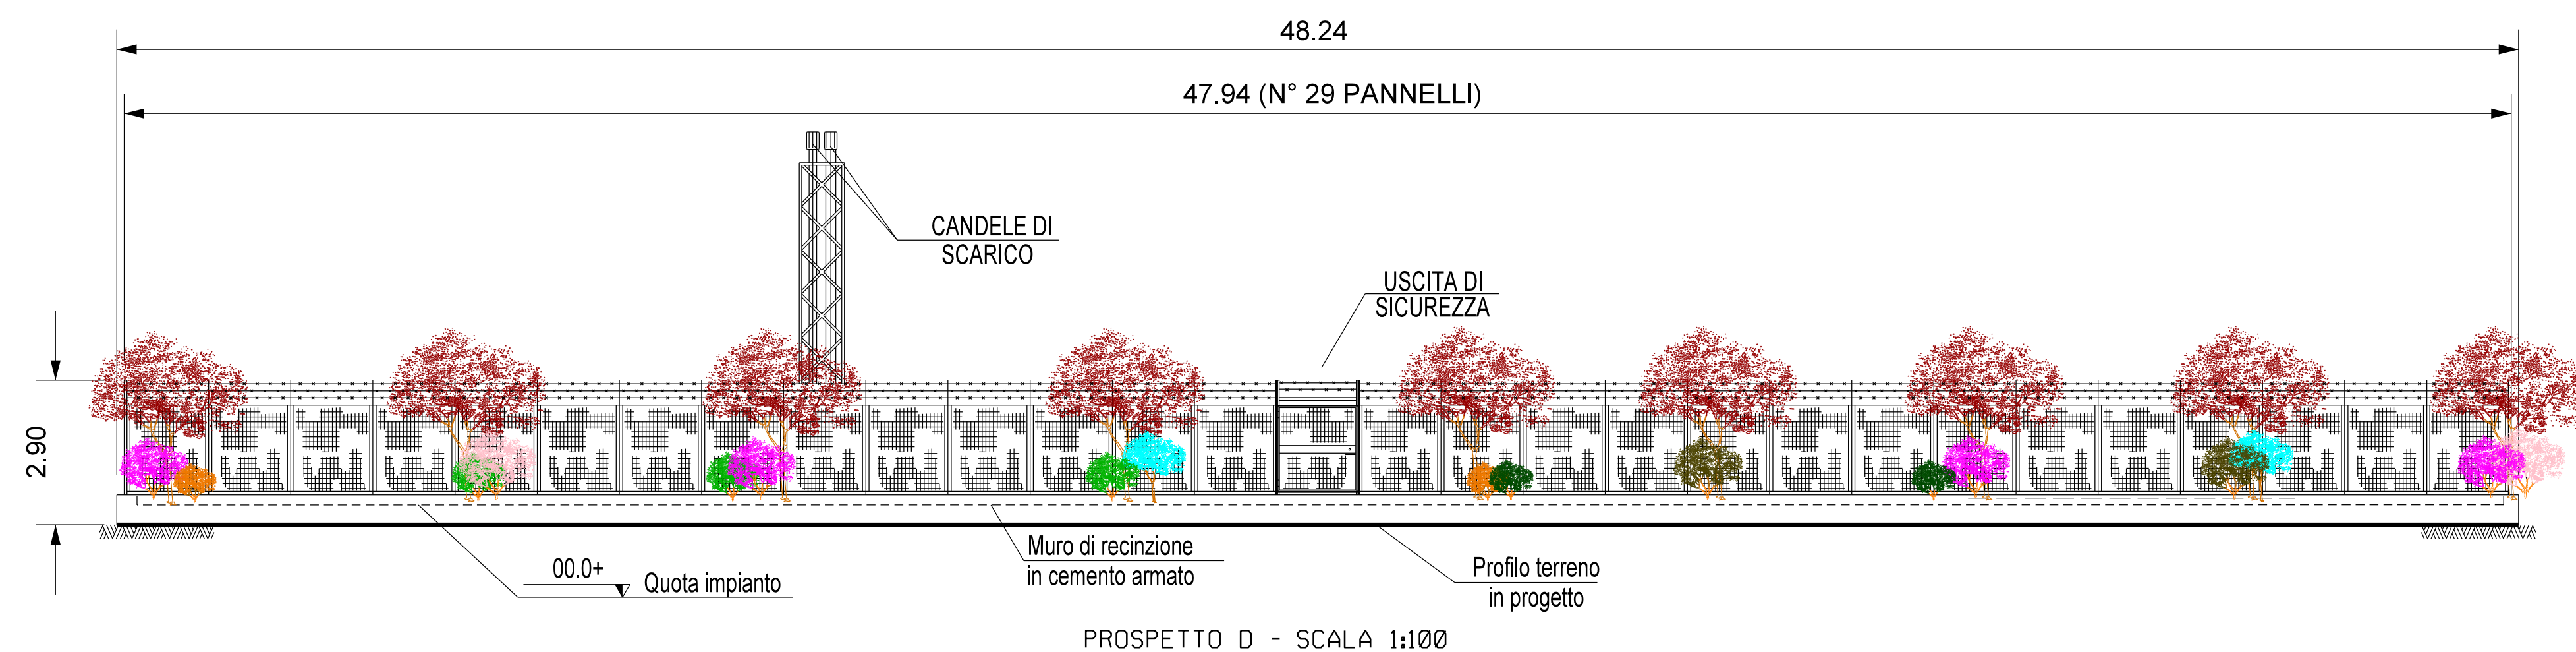 48.24
47.94 (N° 29 PANNELLI)
CANDELE DI
SCARICO
USCITA DI
SICUREZZA
2.90
Muro di recinzione
in cemento armato
00.0+
Quota impianto
Profilo terreno
in progetto
PROSPETTO D - SCALA 1:100